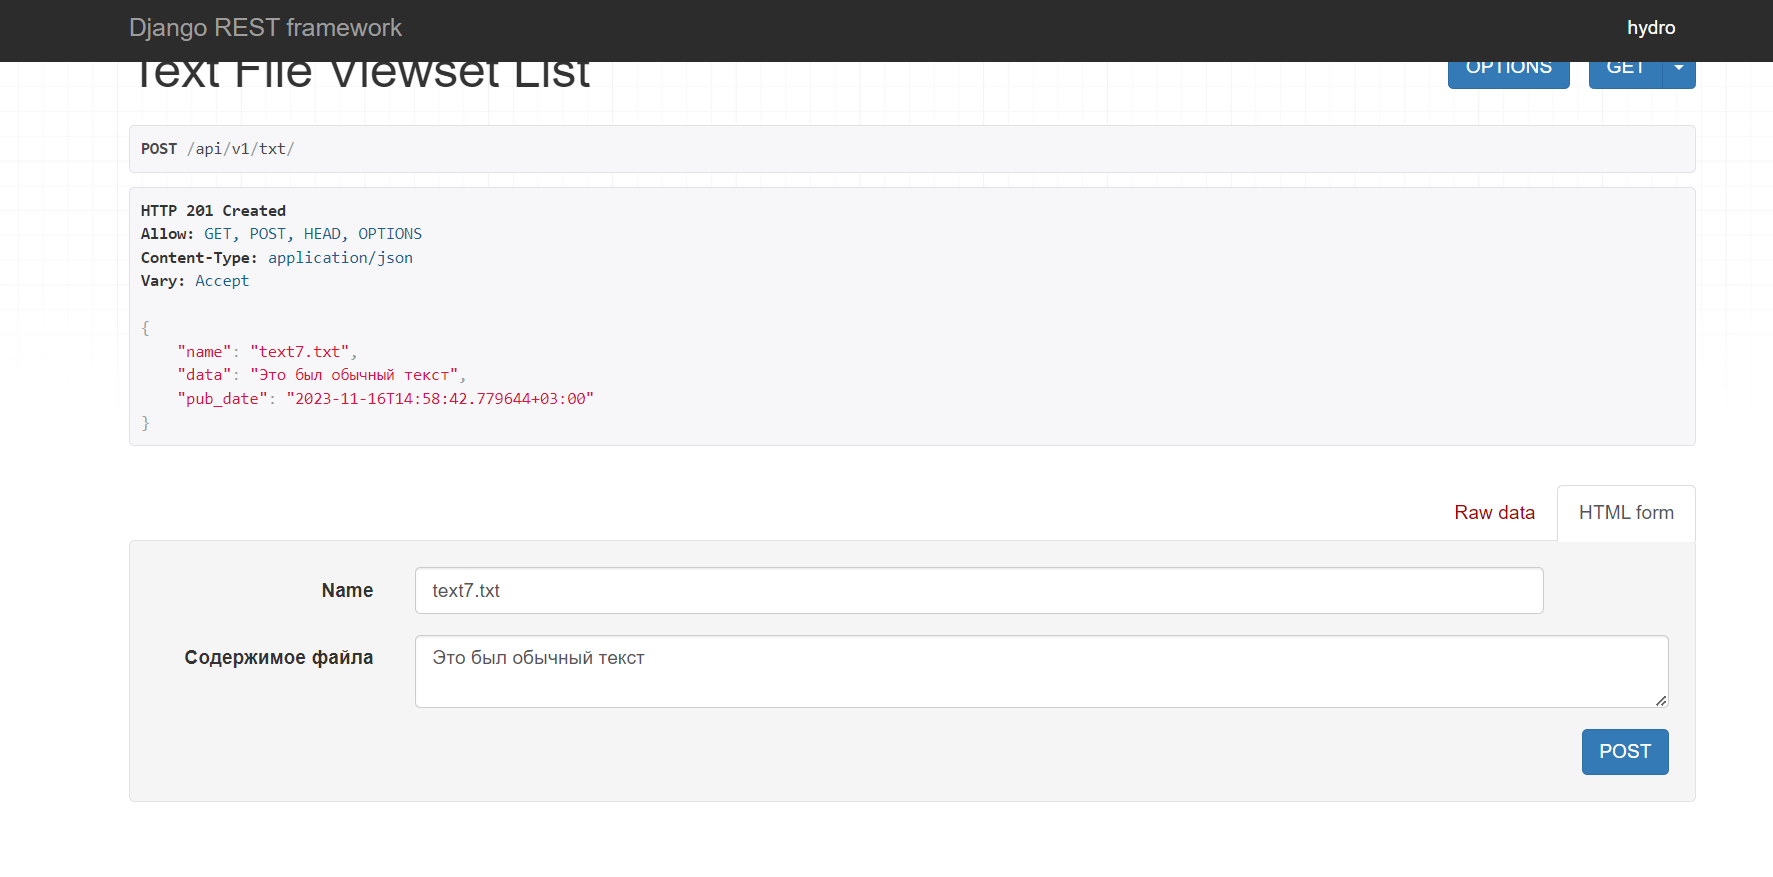 Django REST framework
hydro
Text File Viewset List
OPTIONS
GET
POST /api/v1/txt/
HTTP 201 Created
Allow: GET, POST, HEAD, OPTIONS
Content-Type: application/json
Vary: Accept
{
"name": "text7.txt",
"data": "Это был обычный текст",
"pub_date": "2023-11-16T14:58:42.779644+03:00"
}
Raw data
HTML form
Name
text7.txt
Содержимое файла
Это был обычный текст
POST